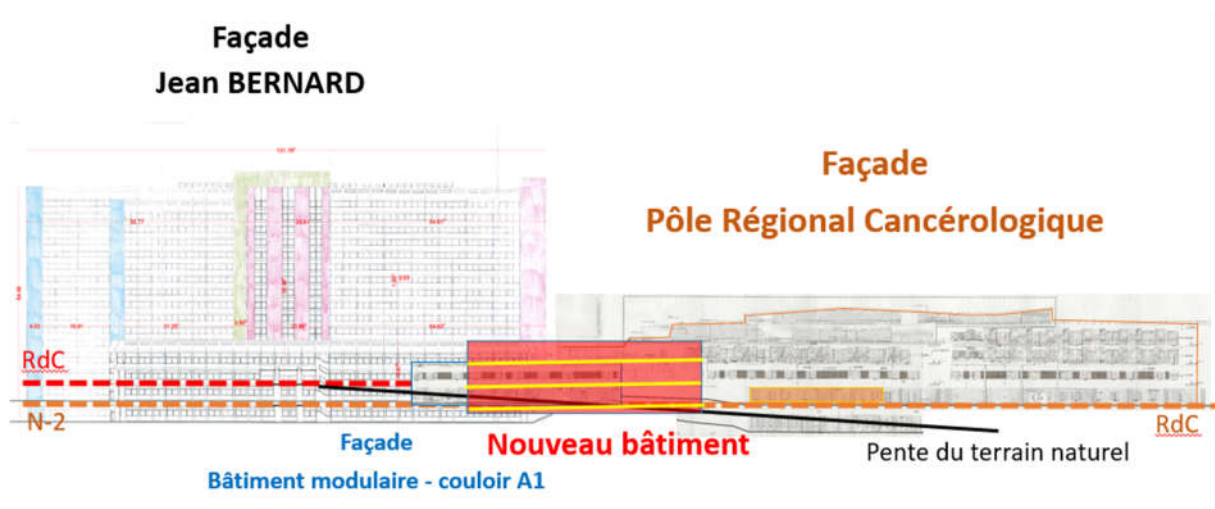 Façade
Jean BERNARD
Façade
Pôle Régional Cancérologique
RdC
N-2
RdC
Façade
Nouveau bâtiment
Pente du terrain naturel
Bâtiment modulaire - couloir A1